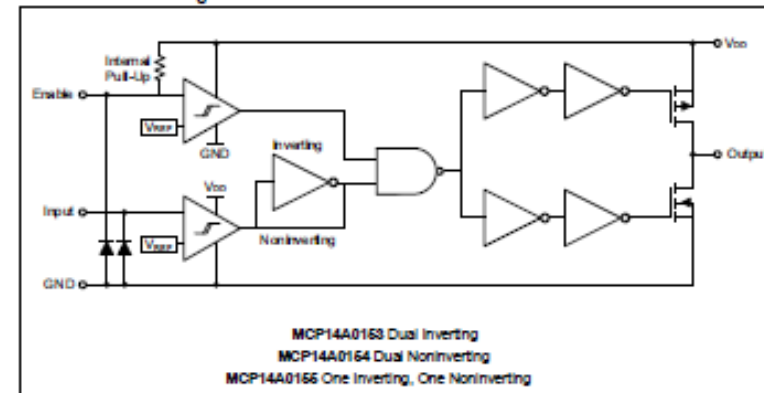 Internal
Pull-Up
VDD
Enable
VREF
GND
Inverting
VDD
Input
VREF
Noninverting
Output
GND
MCP14A0153 Dual Inverting
MCP14A0154 Dual Noninverting
MCP14A0155 One Inverting, One Noninverting